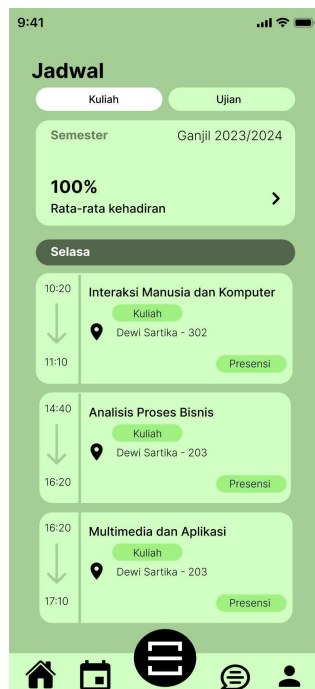 9:41
Jadwal
Kuliah Ujian
Semester Ganjil 2023/2024
100%
Rata-rata kehadiran
Selasa
10:20
Interaksi Manusia dan Komputer
Kuliah
Dewi Sartika - 302
11:10
Presensi
14:40
Analisis Proses Bisnis
Kuliah
Dewi Sartika - 203
16:20
Presensi
16:20
Multimedia dan Aplikasi
Kuliah
Dewi Sartika - 203
17:10
Presensi